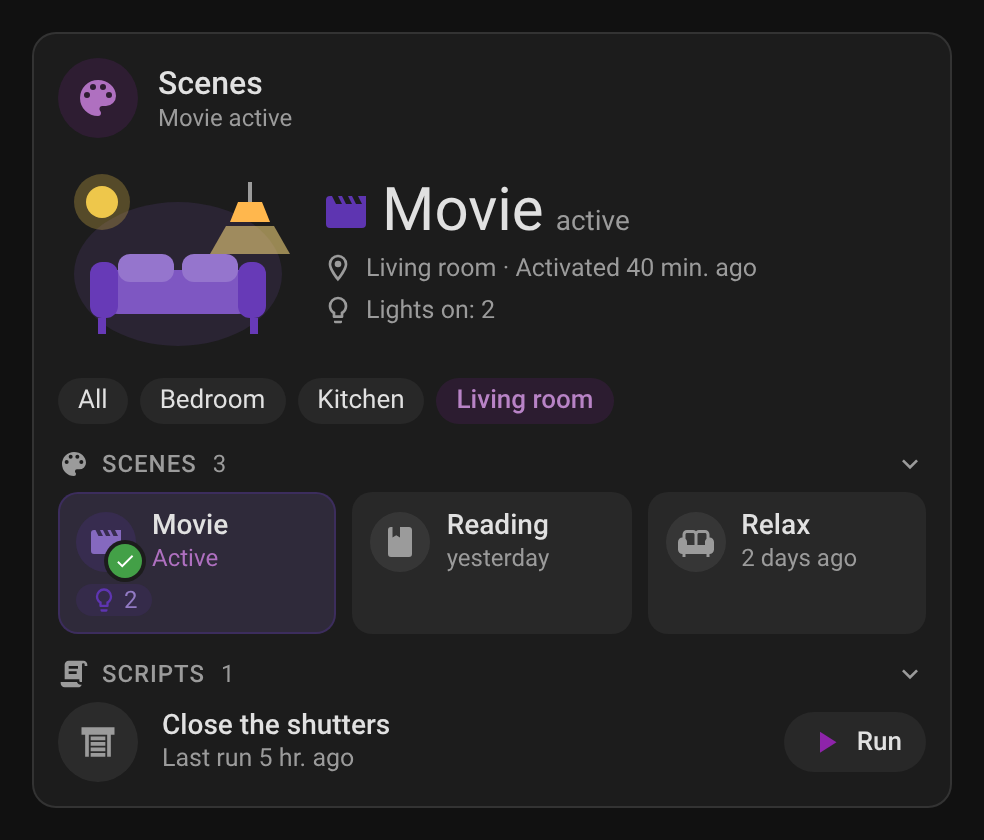 Scenes
Movie active
Movie active
Living room · Activated 40 min. ago
Lights on: 2
All Bedroom Kitchen Living room
SCENES 3
Movie
Active
2
Reading
yesterday
Relax
2 days ago
SCRIPTS 1
Close the shutters
Last run 5 hr. ago
Run